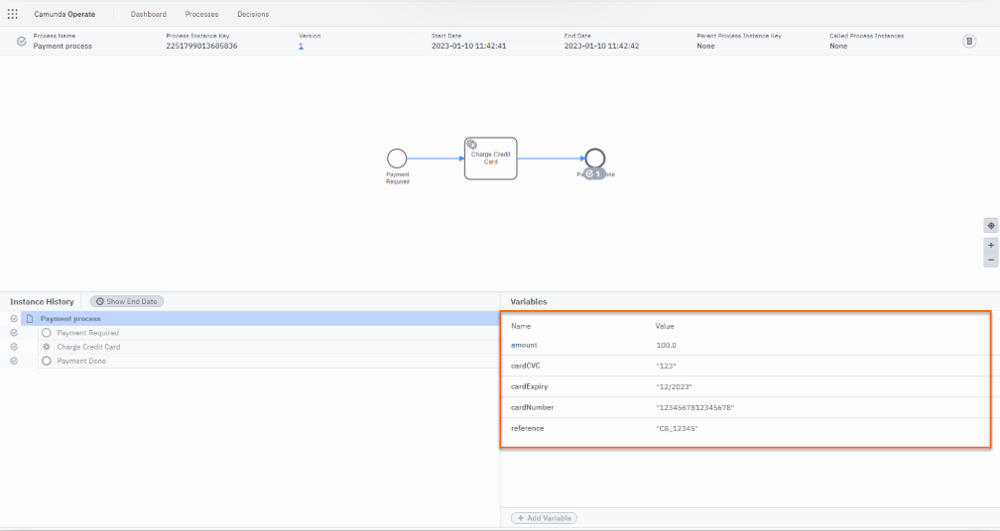 Camunda Operate Dashboard Processes Decisions
Process Name Process Instance Key Version Start Date End Date Parent Process Instance Key Called Process Instances
Payment process 2251799813685836 1 2023-01-10 11:42:41 2023-01-10 11:42:42 None None
Charge Credit
Card
Payment
Required
1
Instance History Show End Date
Payment process
Payment Required
Charge Credit Card
Payment Done
Variables
Name Value
amount 100.0
cardCVC "123"
cardExpiry "12/2023"
cardNumber "1234567812345678"
reference "C8_12345"
+ Add Variable